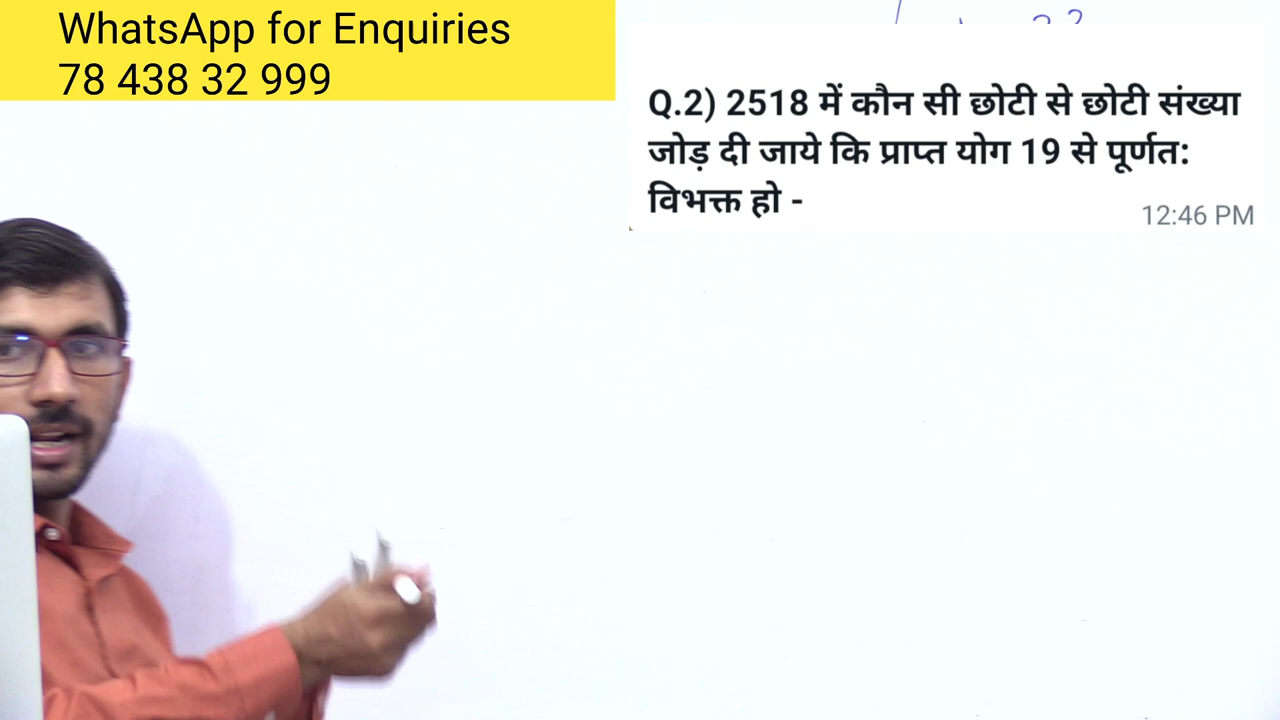 WhatsApp for Enquiries
78 438 32 999
Q.2) 2518 में कौन सी छोटी से छोटी संख्या
जोड़ दी जाये कि प्राप्त योग 19 से पूर्णत:
विभक्त हो -
12:46 PM